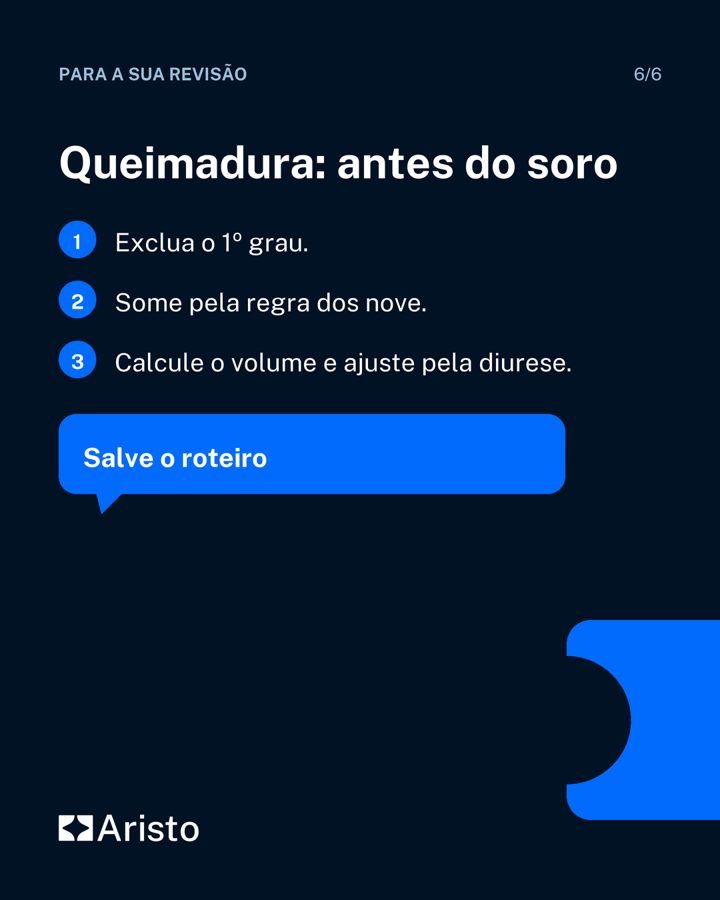 PARA A SUA REVISÃO
6/6
Queimadura: antes do soro
1 Exclua o 1º grau.
2 Some pela regra dos nove.
3 Calcule o volume e ajuste pela diurese.
Salve o roteiro
Aristo